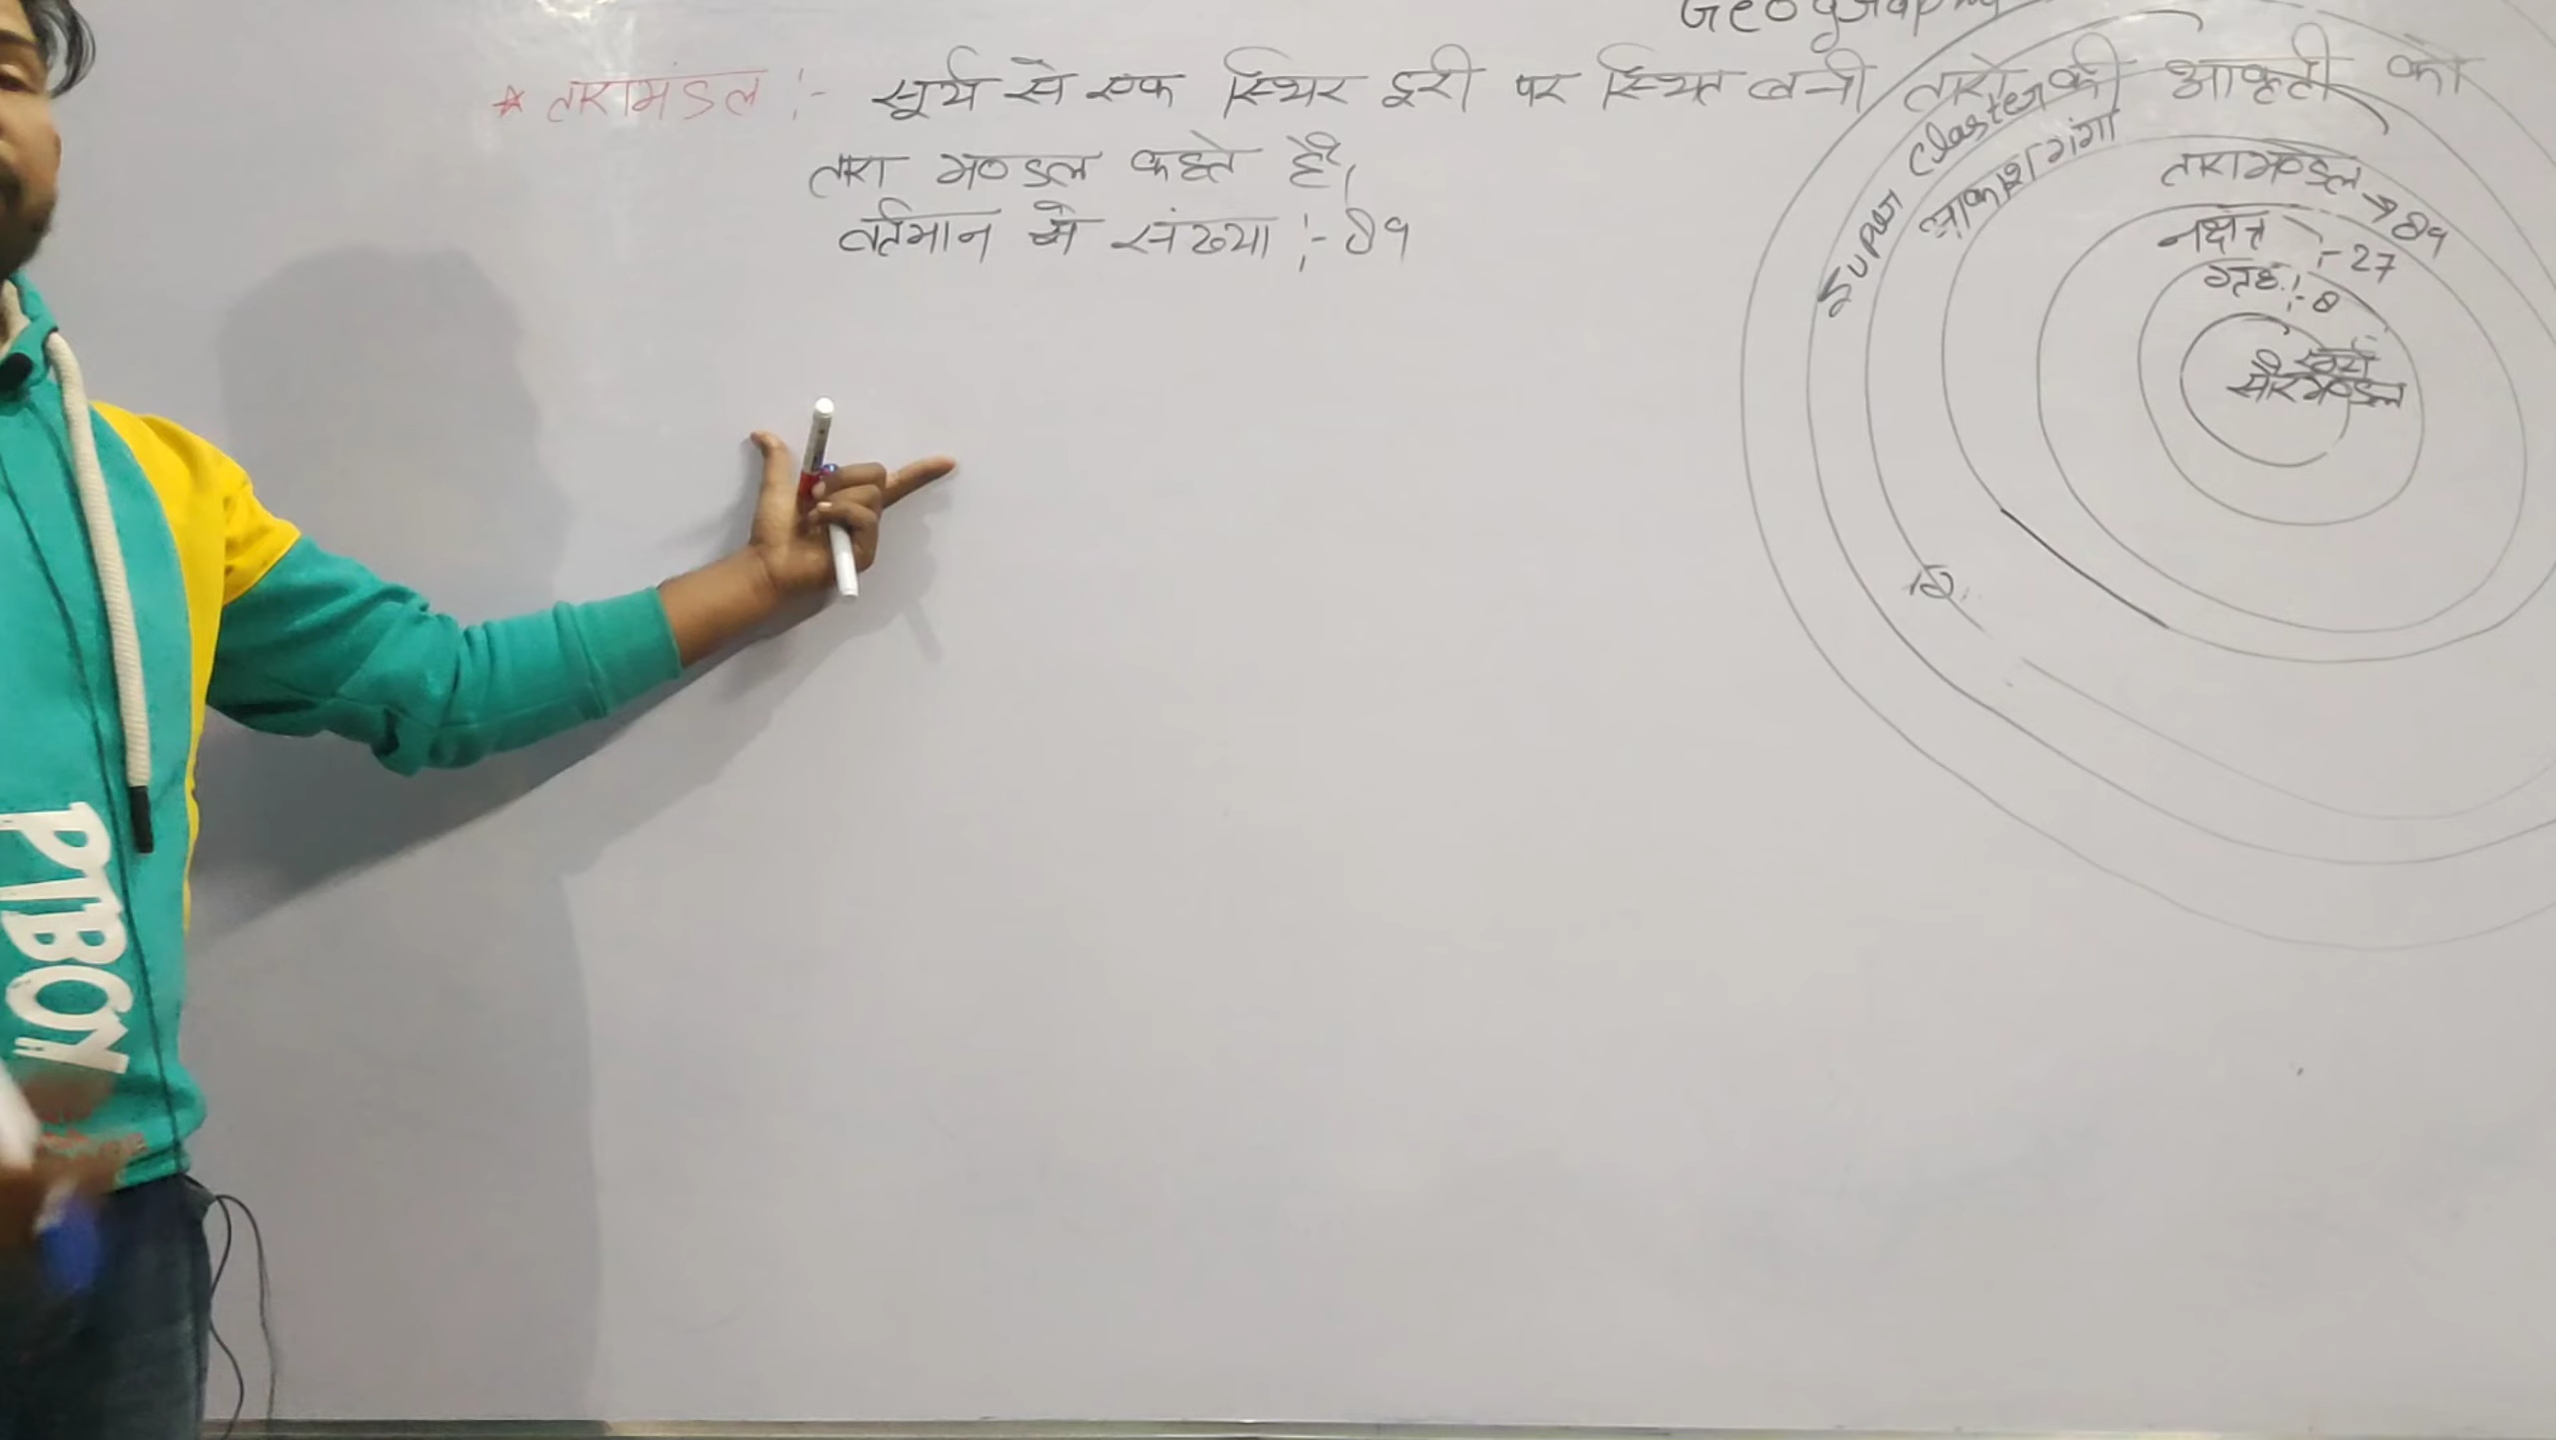 Geography
* तारामंडल :- सूर्य से एक स्थिर दुरी पर स्थित बनी तारो की आकृती को
तारा मण्डल कहते है।
वर्तमान मे संख्या :- 89
Super Claster
आकाश गंगा
तारामण्डल → 89
नक्षत्र :- 27
ग्रह :- 8
सूर्य
सौरमण्डल
PTBOY